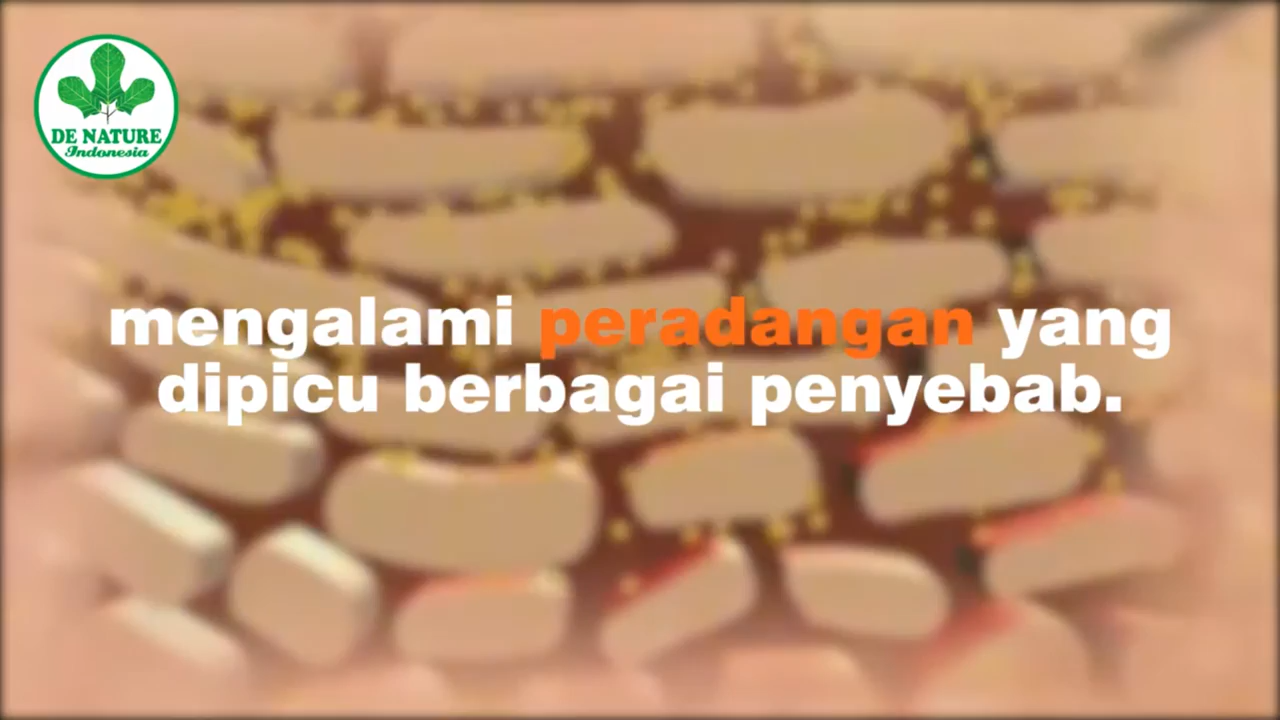 DE NATURE
Indonesia
mengalami peradangan yang
dipicu berbagai penyebab.